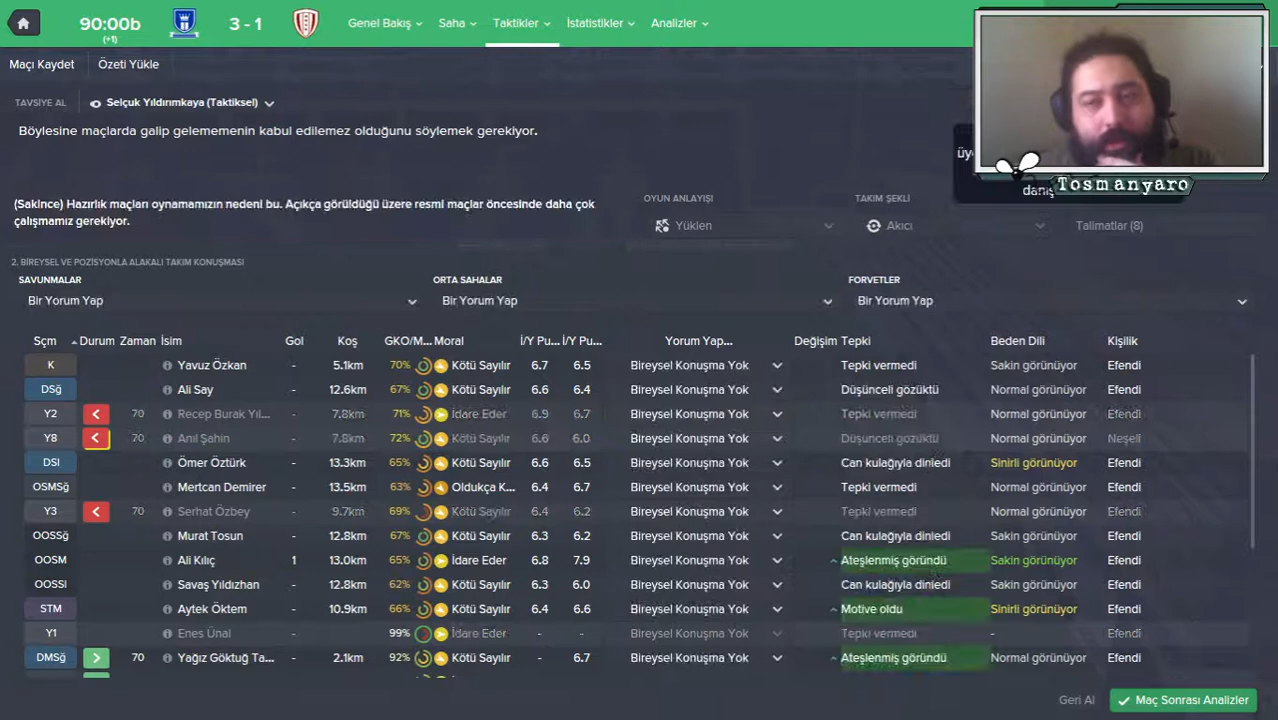 90:00b
(+1)
3 - 1
Genel Bakış
Saha
Taktikler
İstatistikler
Analizler
Maçı Kaydet
Özeti Yükle
TAVSİYE AL
Selçuk Yıldırımkaya (Taktiksel)
Böylesine maçlarda galip gelememenin kabul edilemez olduğunu söylemek gerekiyor.
Tosmanyaro
(Sakince) Hazırlık maçları oynamamızın nedeni bu. Açıkça görüldüğü üzere resmi maçlar öncesinde daha çok
çalışmamız gerekiyor.
OYUN ANLAYIŞI
TAKIM ŞEKLİ
Yüklen
Akıcı
Talimatlar (8)
2. BİREYSEL VE POZİSYONLA ALAKALI TAKIM KONUŞMASI
SAVUNMALAR
ORTA SAHALAR
FORVETLER
Bir Yorum Yap
Bir Yorum Yap
Bir Yorum Yap
Sçm Durum Zaman İsim Gol Koş GKO/M... Moral İ/Y Pu... İ/Y Pu... Yorum Yap... Değişim Tepki Beden Dili Kişilik
K Yavuz Özkan - 5.1km 70% Kötü Sayılır 6.7 6.5 Bireysel Konuşma Yok Tepki vermedi Sakin görünüyor Efendi
DSğ Ali Say - 12.6km 67% Kötü Sayılır 6.6 6.4 Bireysel Konuşma Yok Düşünceli gözüktü Normal görünüyor Efendi
Y2 70 Recep Burak Yıl... - 7.8km 71% İdare Eder 6.9 6.7 Bireysel Konuşma Yok Tepki vermedi Normal görünüyor Efendi
Y8 70 Anıl Şahin - 7.8km 72% Kötü Sayılır 6.6 6.0 Bireysel Konuşma Yok Düşünceli gözüktü Normal görünüyor Neşeli
DSI Ömer Öztürk - 13.3km 65% Kötü Sayılır 6.6 6.5 Bireysel Konuşma Yok Can kulağıyla dinledi Sinirli görünüyor Efendi
OSMSğ Mertcan Demirer - 13.5km 63% Oldukça K... 6.4 6.7 Bireysel Konuşma Yok Tepki vermedi Normal görünüyor Efendi
Y3 70 Serhat Özbey - 9.7km 69% Kötü Sayılır 6.4 6.2 Bireysel Konuşma Yok Tepki vermedi Normal görünüyor Efendi
OOSSğ Murat Tosun - 12.8km 67% Kötü Sayılır 6.3 6.2 Bireysel Konuşma Yok Can kulağıyla dinledi Sakin görünüyor Efendi
OOSM Ali Kılıç 1 13.0km 65% İdare Eder 6.8 7.9 Bireysel Konuşma Yok Ateşlenmiş göründü Sakin görünüyor Efendi
OOSSI Savaş Yıldızhan - 12.8km 62% Kötü Sayılır 6.3 6.0 Bireysel Konuşma Yok Can kulağıyla dinledi Sakin görünüyor Efendi
STM Aytek Öktem - 10.9km 66% Kötü Sayılır 6.4 6.6 Bireysel Konuşma Yok Motive oldu Sinirli görünüyor Efendi
Y1 Enes Ünal - 99% İdare Eder - - Bireysel Konuşma Yok Tepki vermedi - Efendi
DMSğ 70 Yağız Göktuğ Ta... - 2.1km 92% Kötü Sayılır - 6.7 Bireysel Konuşma Yok Ateşlenmiş göründü Normal görünüyor Efendi
Geri Al
Maç Sonrası Analizler